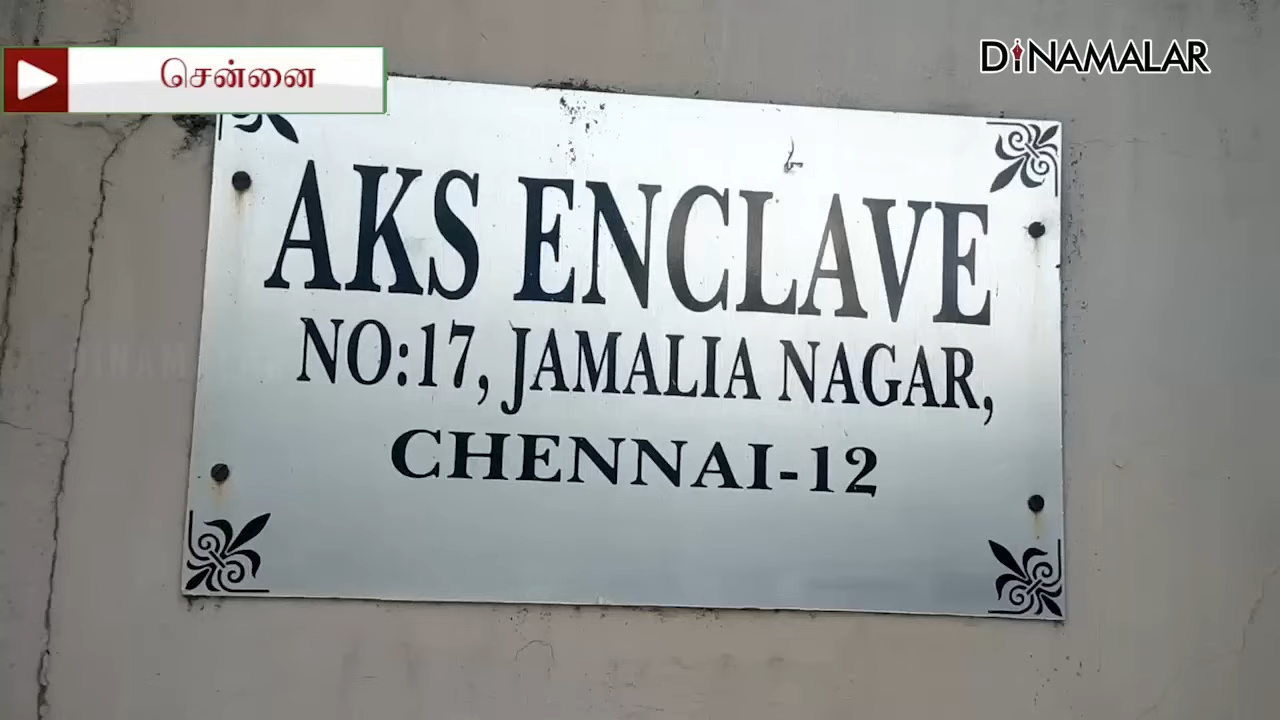 சென்னை
DINAMALAR
AKS ENCLAVE
NO:17, JAMALIA NAGAR,
CHENNAI-12